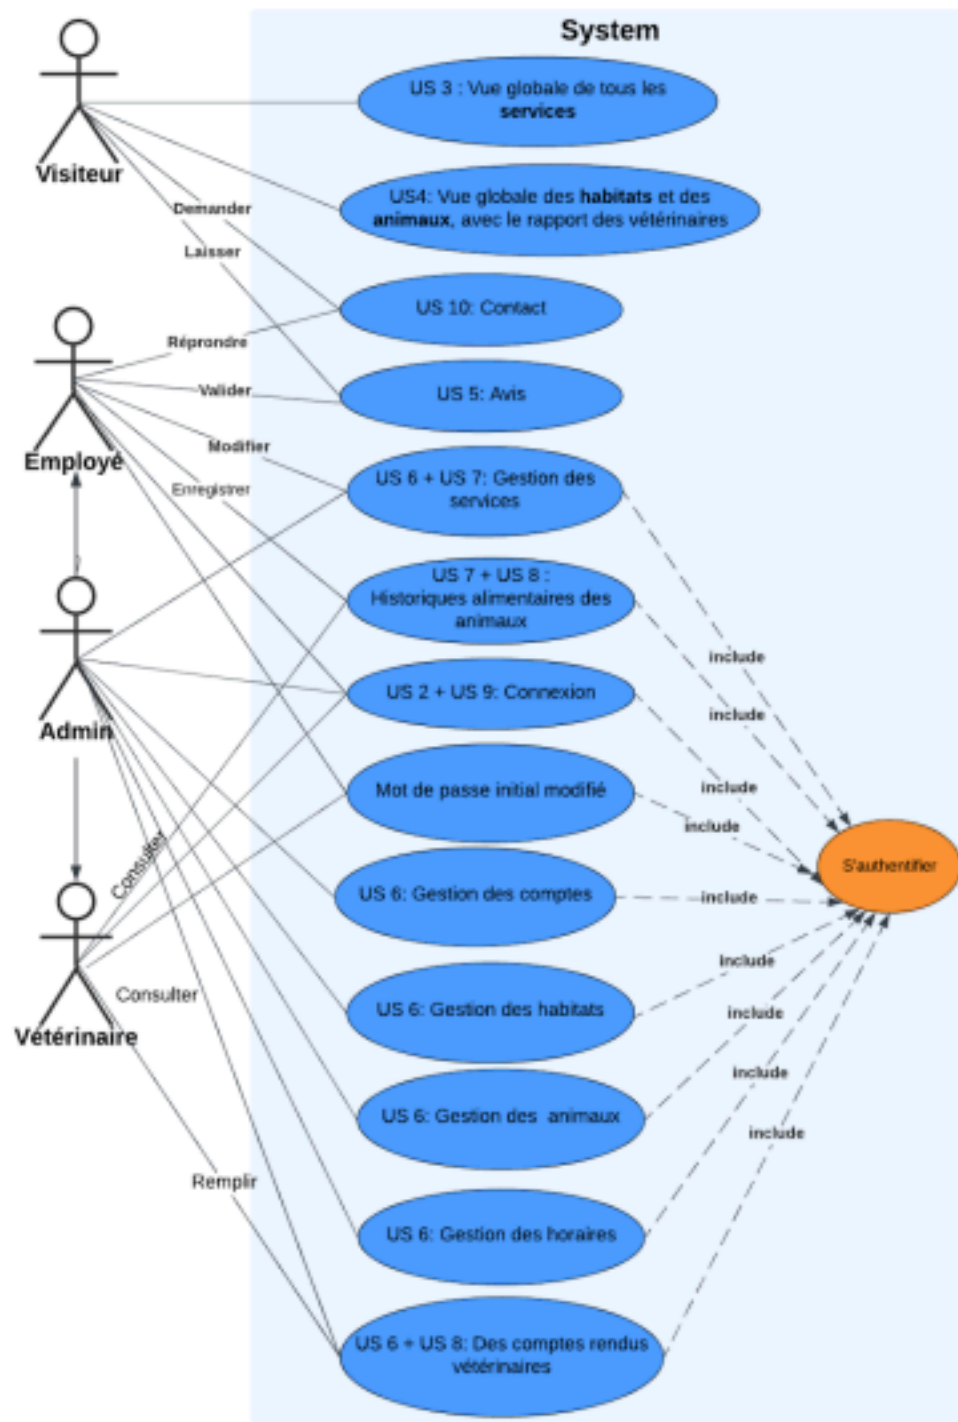 System
US 3 : Vue globale de tous les
services
Visiteur
US4: Vue globale des habitats et des
animaux, avec le rapport des vétérinaires
Demander
Laisser
US 10: Contact
Réprondre
Valider
US 5: Avis
Modifier
Employé
US 6 + US 7: Gestion des
services
Enregistrer
US 7 + US 8 :
Historiques alimentaires des
animaux
include
US 2 + US 9: Connexion
include
Admin
Mot de passe initial modifié
include
include
Consulter
S'authentifier
US 6: Gestion des comptes
include
include
Consulter
US 6: Gestion des habitats
include
Vétérinaire
include
US 6: Gestion des animaux
include
Remplir
US 6: Gestion des horaires
US 6 + US 8: Des comptes rendus
vétérinaires